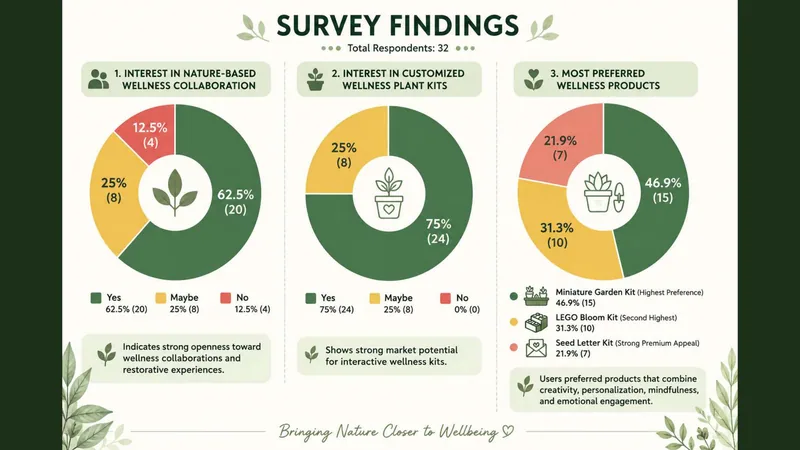 SURVEY FINDINGS
Total Respondents: 32
1. INTEREST IN NATURE-BASED
WELLNESS COLLABORATION
12.5%
(4)
25%
(8)
62.5%
(20)
Yes
62.5% (20)
Maybe
25% (8)
No
12.5% (4)
Indicates strong openness toward
wellness collaborations and
restorative experiences.
2. INTEREST IN CUSTOMIZED
WELLNESS PLANT KITS
25%
(8)
75%
(24)
Yes
75% (24)
Maybe
25% (8)
No
0% (0)
Shows strong market potential
for interactive wellness kits.
3. MOST PREFERRED
WELLNESS PRODUCTS
21.9%
(7)
46.9%
(15)
31.3%
(10)
Miniature Garden Kit (Highest Preference)
46.9% (15)
LEGO Bloom Kit (Second Highest)
31.3% (10)
Seed Letter Kit (Strong Premium Appeal)
21.9% (7)
Users preferred products that combine
creativity, personalization, mindfulness,
and emotional engagement.
Bringing Nature Closer to Wellbeing